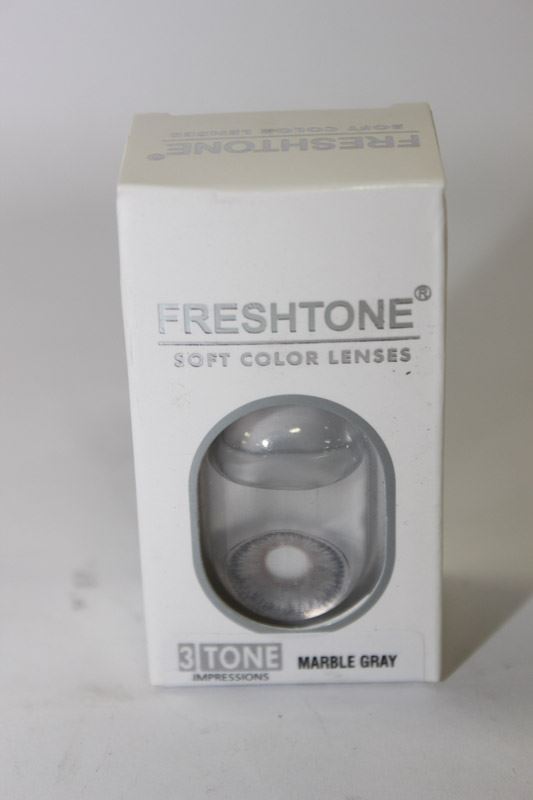 FRESHTONE
SOFT COLOR LENSES
FRESHTONE®
SOFT COLOR LENSES
3 TONE
IMPRESSIONS
MARBLE GRAY